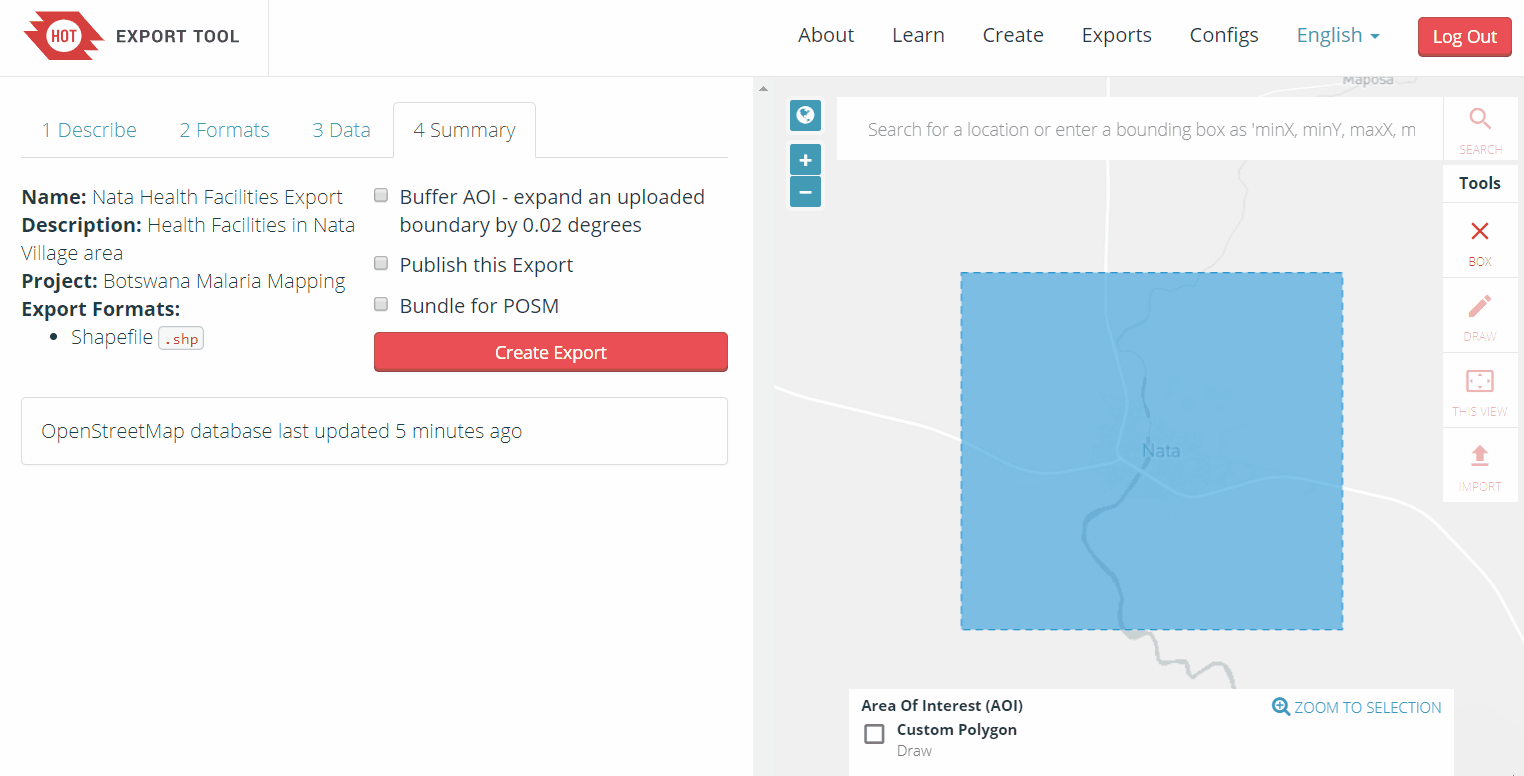 HOT EXPORT TOOL
About Learn Create Exports Configs English Log Out
1 Describe 2 Formats 3 Data 4 Summary
Name: Nata Health Facilities Export
Description: Health Facilities in Nata
Village area
Project: Botswana Malaria Mapping
Export Formats:
Shapefile .shp
Buffer AOI - expand an uploaded
boundary by 0.02 degrees
Publish this Export
Bundle for POSM
Create Export
OpenStreetMap database last updated 5 minutes ago
Maposa
+
−
Search for a location or enter a bounding box as 'minX, minY, maxX, m
SEARCH
Tools
BOX
DRAW
THIS VIEW
IMPORT
Nata
Area Of Interest (AOI)
ZOOM TO SELECTION
Custom Polygon
Draw